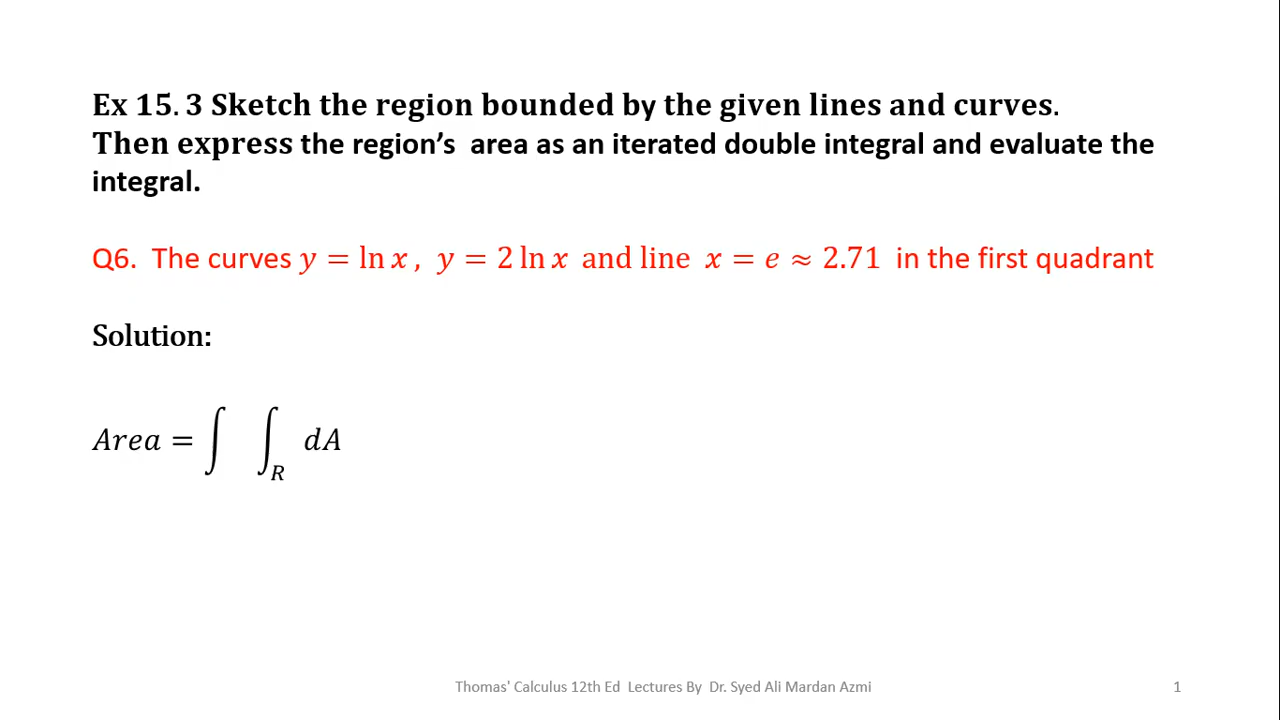 Ex 15. 3 Sketch the region bounded by the given lines and curves.
Then express the region’s area as an iterated double integral and evaluate the
integral.
Q6. The curves y = ln x , y = 2 ln x and line x = e ≈ 2.71 in the first quadrant
Solution:
Area = ∫ ∫_R dA
Thomas' Calculus 12th Ed Lectures By Dr. Syed Ali Mardan Azmi
1